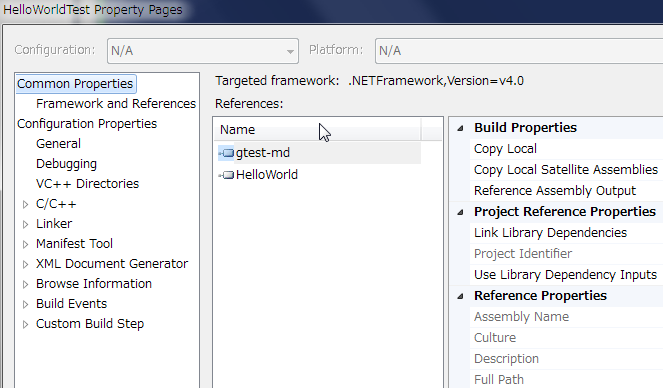 HelloWorldTest Property Pages
Configuration: N/A Platform: N/A
Common Properties
Framework and References
Configuration Properties
General
Debugging
VC++ Directories
C/C++
Linker
Manifest Tool
XML Document Generator
Browse Information
Build Events
Custom Build Step
Targeted framework: .NETFramework,Version=v4.0
References:
Name
gtest-md
HelloWorld
Build Properties
Copy Local
Copy Local Satellite Assemblies
Reference Assembly Output
Project Reference Properties
Link Library Dependencies
Project Identifier
Use Library Dependency Inputs
Reference Properties
Assembly Name
Culture
Description
Full Path